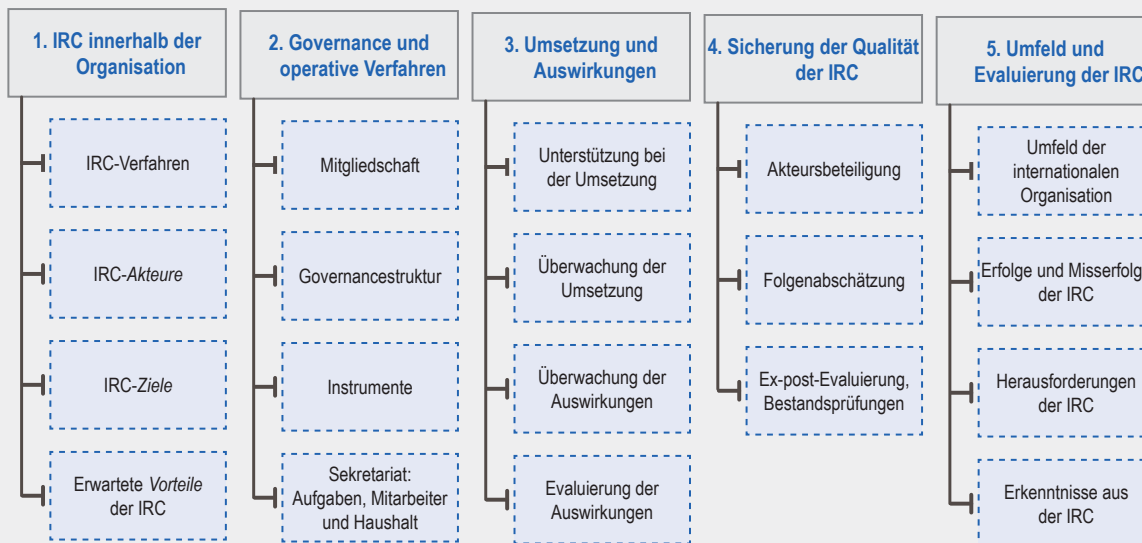 1. IRC innerhalb der
Organisation
IRC-Verfahren
IRC-Akteure
IRC-Ziele
Erwartete Vorteile
der IRC
2. Governance und
operative Verfahren
Mitgliedschaft
Governancestruktur
Instrumente
Sekretariat:
Aufgaben, Mitarbeiter
und Haushalt
3. Umsetzung und
Auswirkungen
Unterstützung bei
der Umsetzung
Überwachung der
Umsetzung
Überwachung der
Auswirkungen
Evaluierung der
Auswirkungen
4. Sicherung der Qualität
der IRC
Akteursbeteiligung
Folgenabschätzung
Ex-post-Evaluierung,
Bestandsprüfungen
5. Umfeld und
Evaluierung der IRC
Umfeld der
internationalen
Organisation
Erfolge und Misserfolg
der IRC
Herausforderungen
der IRC
Erkenntnisse aus
der IRC